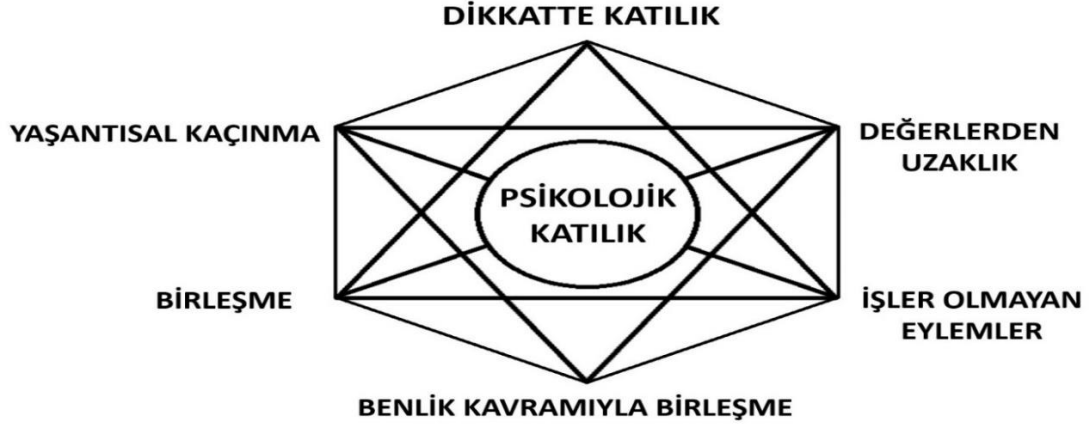 DİKKATTE KATILIK
YAŞANTISAL KAÇINMA
DEĞERLERDEN
UZAKLIK
PSİKOLOJİK
KATILIK
BİRLEŞME
İŞLER OLMAYAN
EYLEMLER
BENLİK KAVRAMIYLA BİRLEŞME